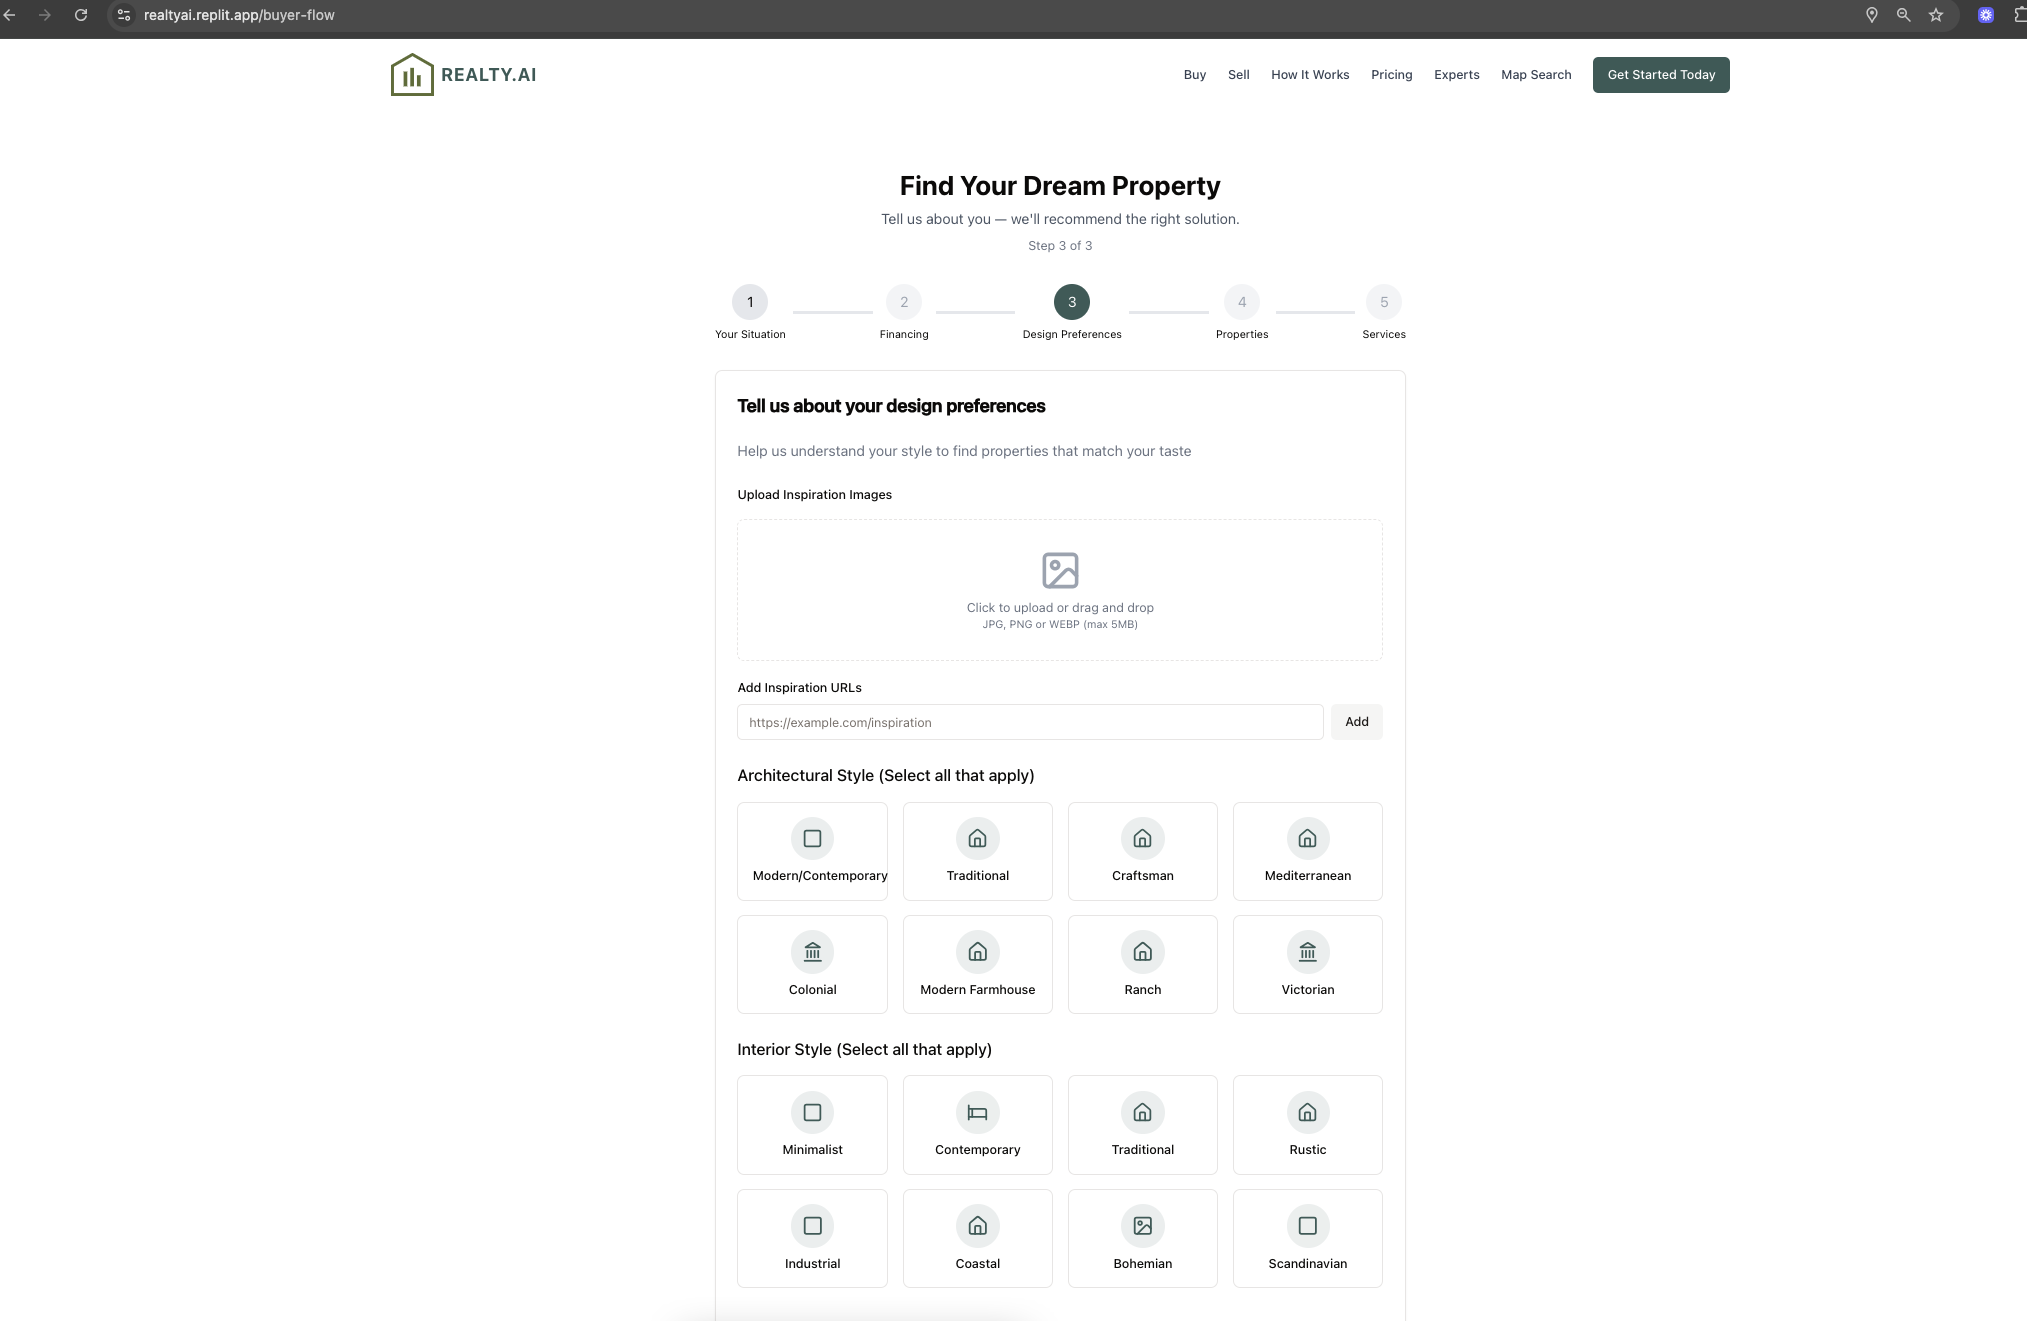 realtyai.replit.app/buyer-flow
REALTY.AI
Buy Sell How It Works Pricing Experts Map Search Get Started Today
Find Your Dream Property
Tell us about you — we'll recommend the right solution.
Step 3 of 3
1 2 3 4 5
Your Situation Financing Design Preferences Properties Services
Tell us about your design preferences
Help us understand your style to find properties that match your taste
Upload Inspiration Images
Click to upload or drag and drop
JPG, PNG or WEBP (max 5MB)
Add Inspiration URLs
https://example.com/inspiration Add
Architectural Style (Select all that apply)
Modern/Contemporary Traditional Craftsman Mediterranean
Colonial Modern Farmhouse Ranch Victorian
Interior Style (Select all that apply)
Minimalist Contemporary Traditional Rustic
Industrial Coastal Bohemian Scandinavian